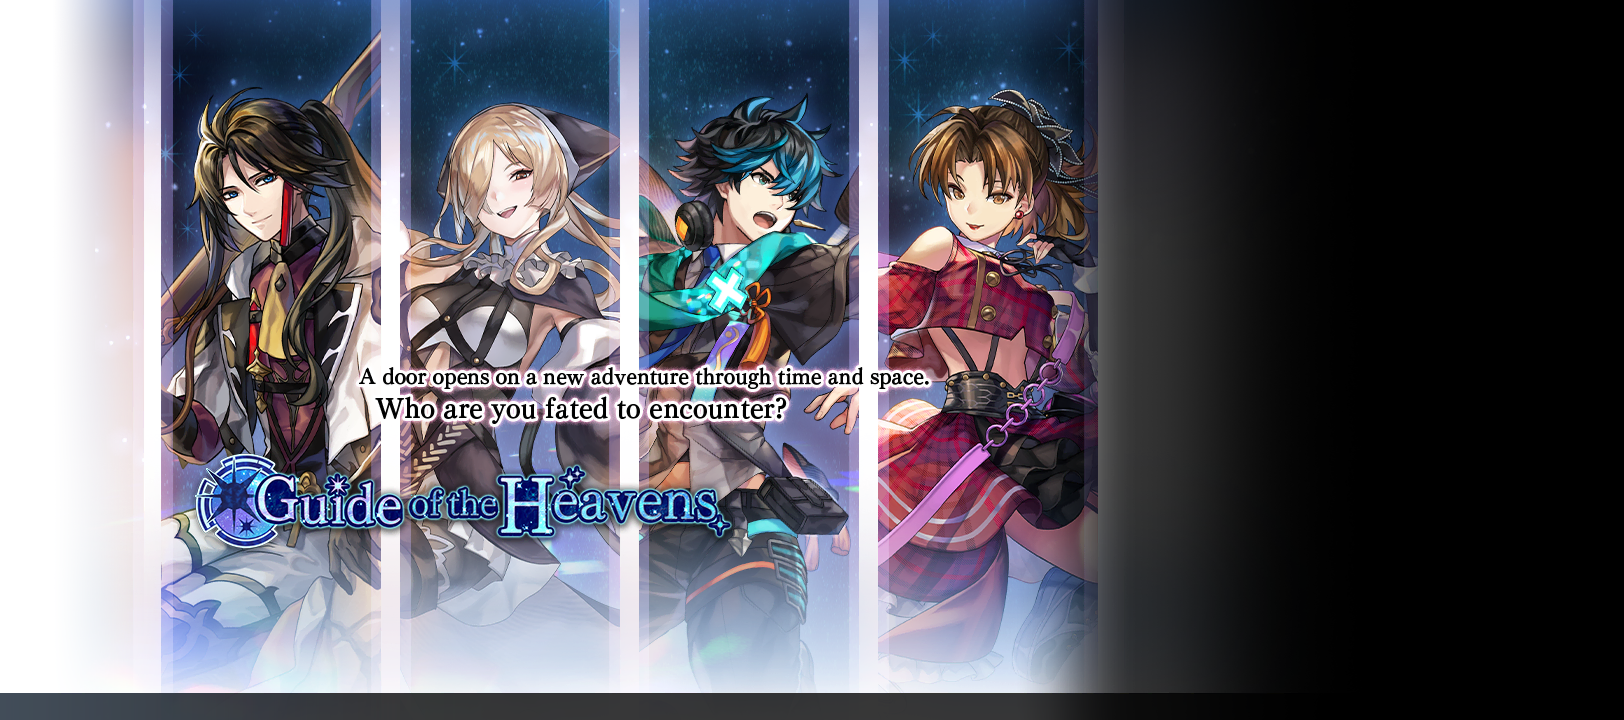 A door opens on a new adventure through time and space.
Who are you fated to encounter?
Guide of the Heavens